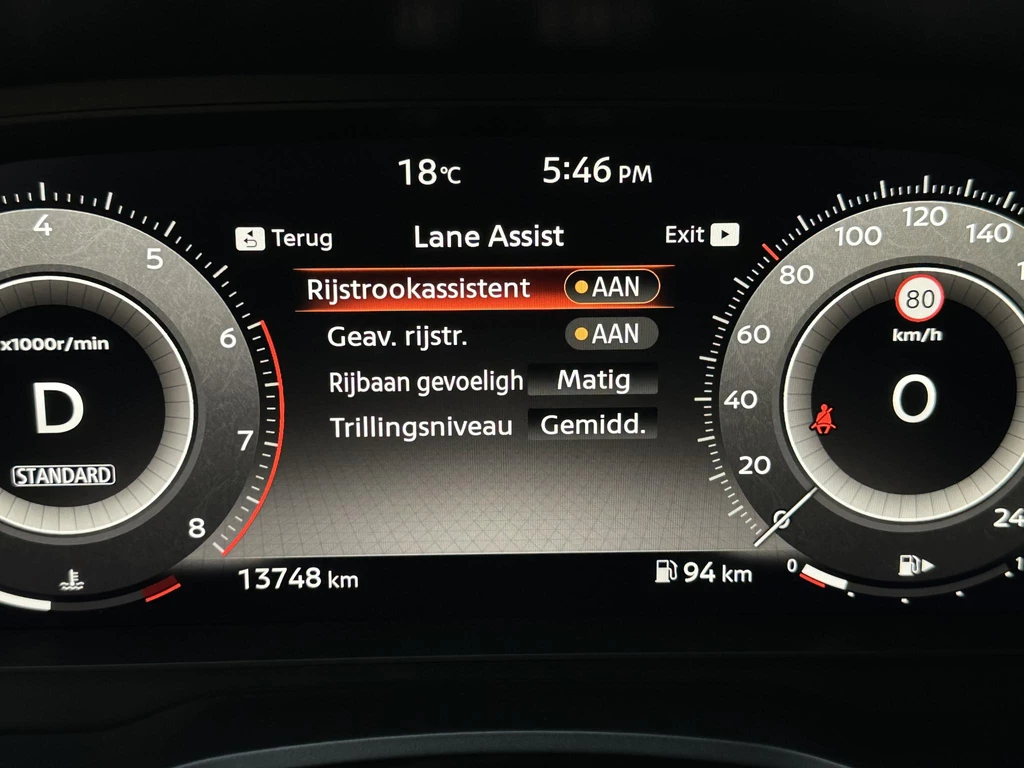 18°C 5:46 PM
Terug Lane Assist Exit
Rijstrookassistent AAN
Geav. rijstr. AAN
Rijbaan gevoeligh Matig
Trillingsniveau Gemidd.
13748 km 94 km
4 5 6 7 8
x1000r/min
D
STANDARD
0 20 40 60 80 100 120 140
80
km/h
0
24
0